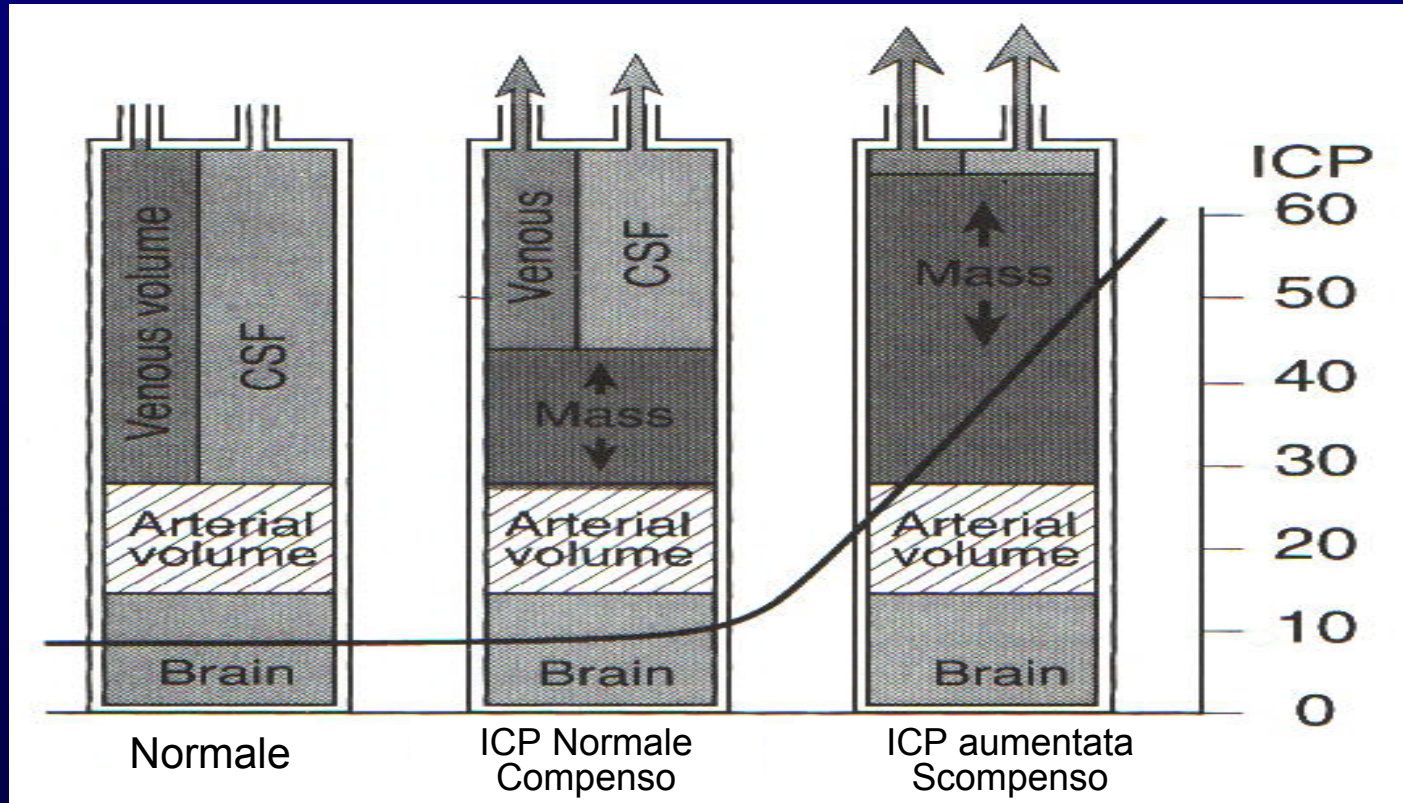 Venous volume
CSF
Arterial
volume
Brain
Normale
Venous
CSF
Mass
Arterial
volume
Brain
ICP Normale
Compenso
Mass
Arterial
volume
Brain
ICP aumentata
Scompenso
ICP
60
50
40
30
20
10
0